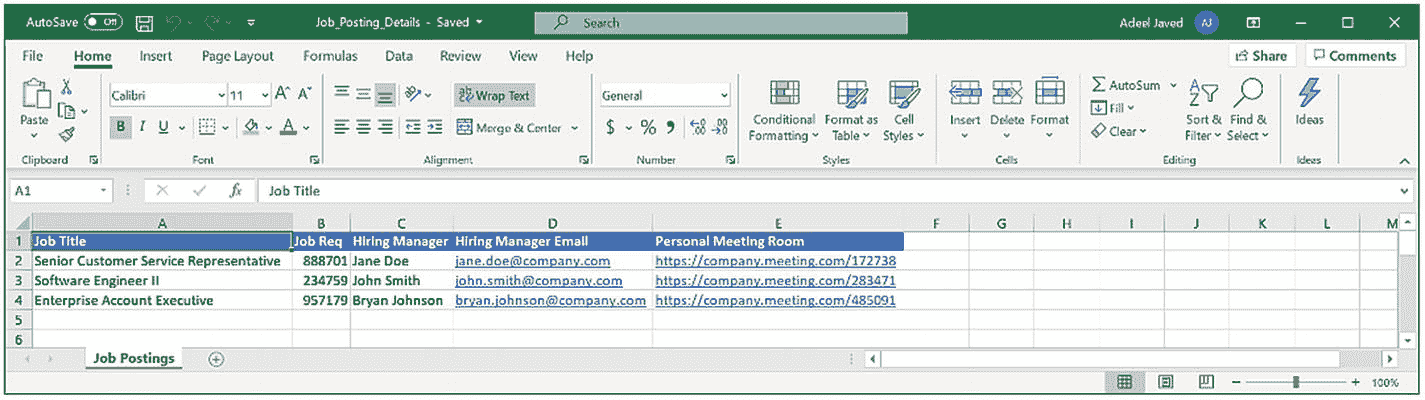 AutoSave Off Job_Posting_Details - Saved Search Adeel Javed AJ
File Home Insert Page Layout Formulas Data Review View Help Share Comments
Paste Calibri 11 A A Wrap Text General Conditional Formatting Format as Table Cell Styles Insert Delete Format AutoSum Fill Clear Sort & Filter Find & Select Ideas
B I U A Merge & Center $ % 9 .00
Clipboard Font Alignment Number Styles Cells Editing Ideas
A1 fx Job Title
A B C D E F G H I J K L M
1 Job Title Job Req Hiring Manager Hiring Manager Email Personal Meeting Room
2 Senior Customer Service Representative 888701 Jane Doe jane.doe@company.com https://company.meeting.com/172738
3 Software Engineer II 234759 John Smith john.smith@company.com https://company.meeting.com/283471
4 Enterprise Account Executive 957179 Bryan Johnson bryan.johnson@company.com https://company.meeting.com/485091
5
6
Job Postings
100%